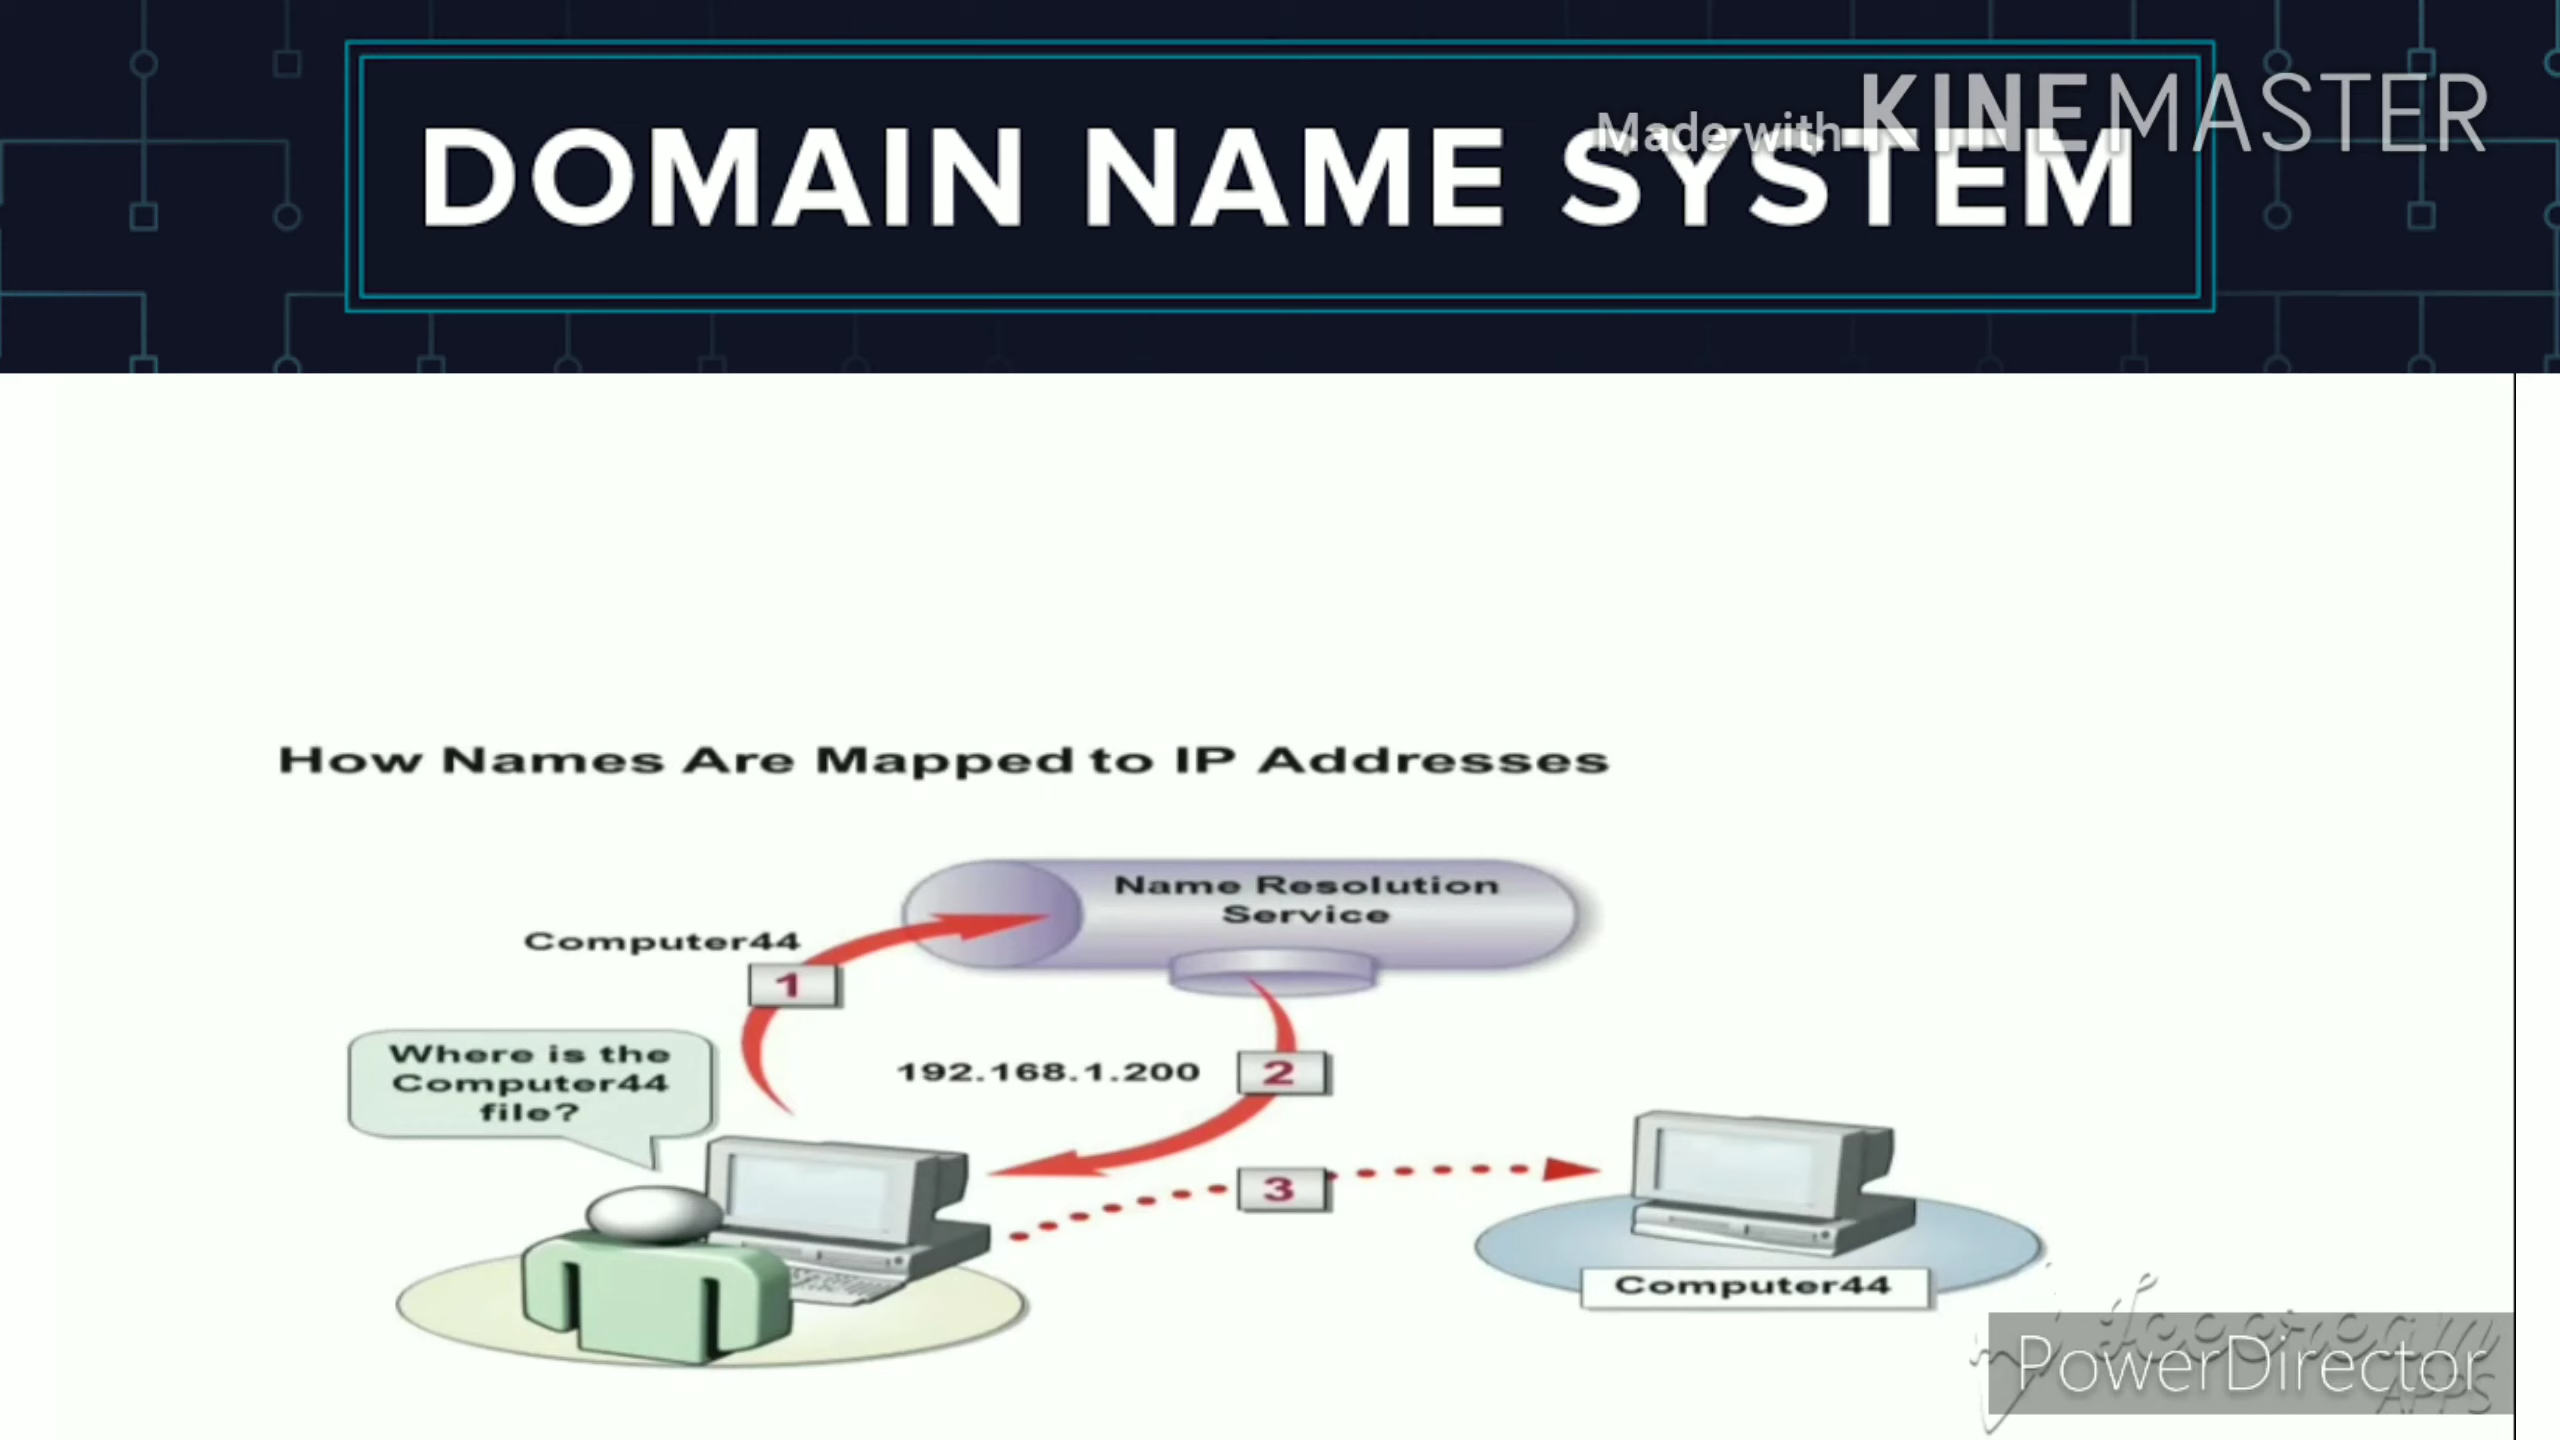 Made with KINEMASTER
DOMAIN NAME SYSTEM
How Names Are Mapped to IP Addresses
Name Resolution
Service
Computer44
1
Where is the
Computer44
file?
192.168.1.200
2
3
Computer44
PowerDirector
APPS